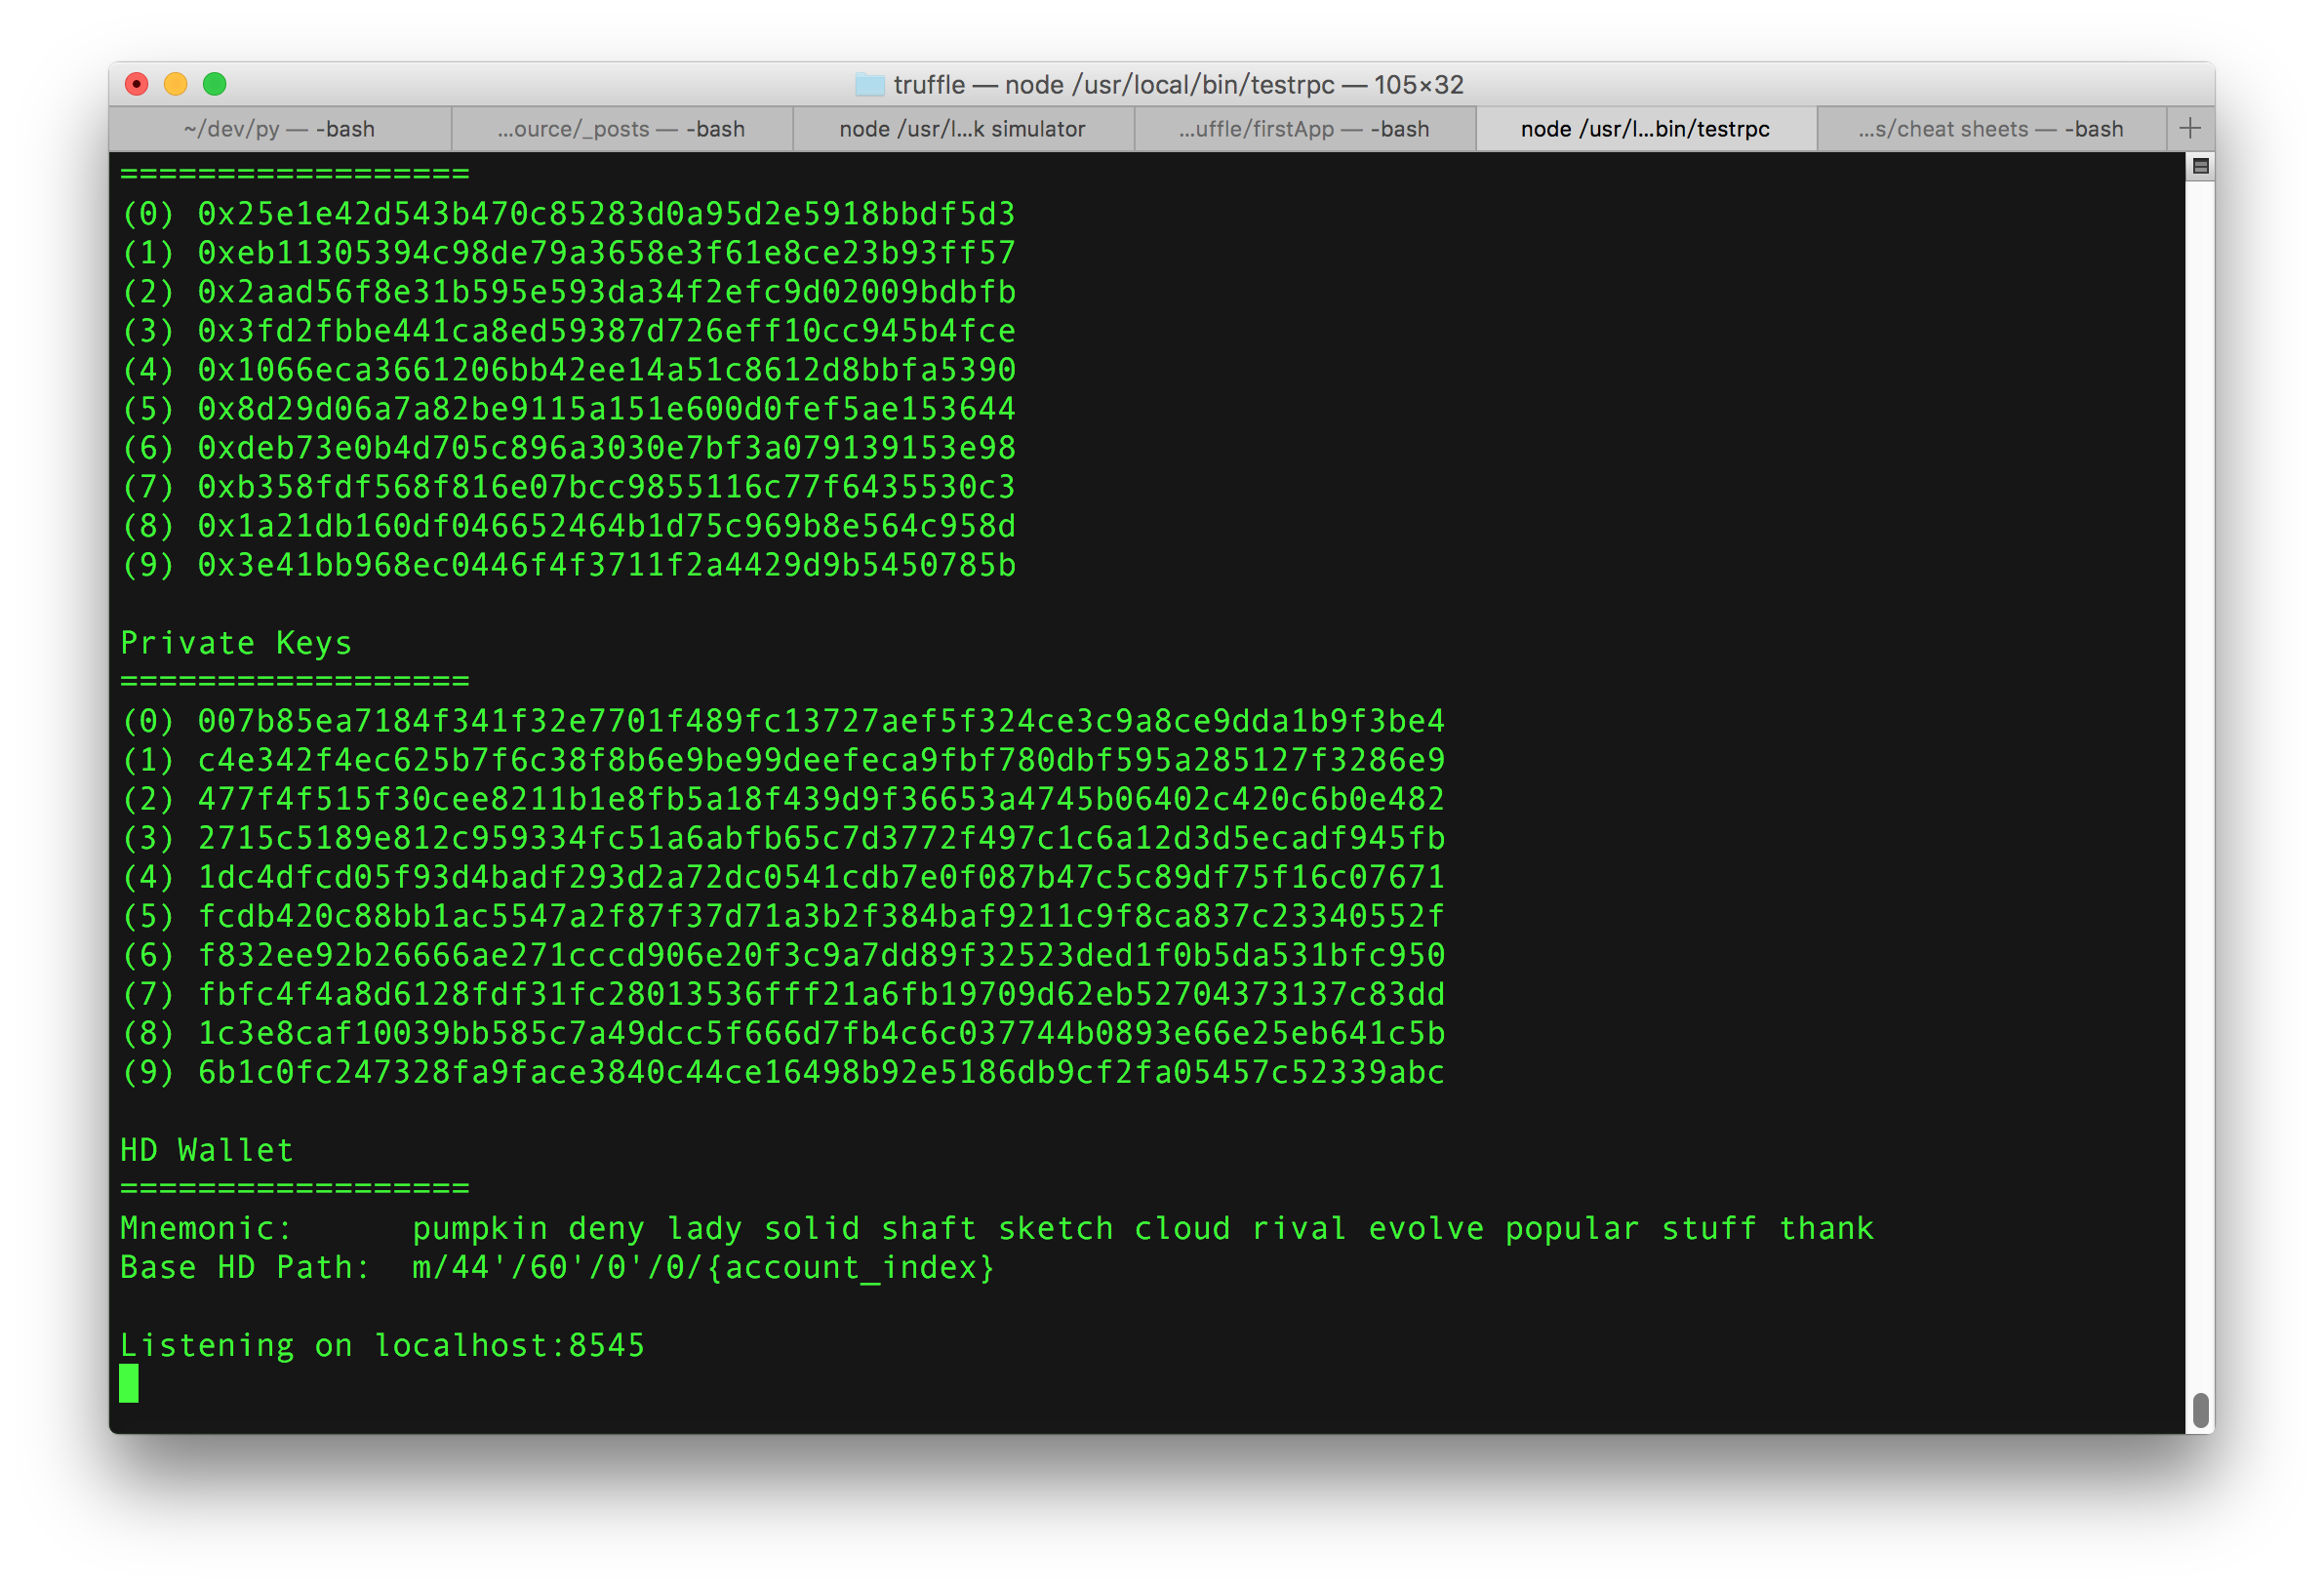 truffle — node /usr/local/bin/testrpc — 105×32
~/dev/py — -bash
...ource/_posts — -bash
node /usr/l...k simulator
...uffle/firstApp — -bash
node /usr/l...bin/testrpc
...s/cheat sheets — -bash
==================
(0) 0x25e1e42d543b470c85283d0a95d2e5918bbdf5d3
(1) 0xeb11305394c98de79a3658e3f61e8ce23b93ff57
(2) 0x2aad56f8e31b595e593da34f2efc9d02009bdbfb
(3) 0x3fd2fbbe441ca8ed59387d726eff10cc945b4fce
(4) 0x1066eca3661206bb42ee14a51c8612d8bbfa5390
(5) 0x8d29d06a7a82be9115a151e600d0fef5ae153644
(6) 0xdeb73e0b4d705c896a3030e7bf3a079139153e98
(7) 0xb358fdf568f816e07bcc9855116c77f6435530c3
(8) 0x1a21db160df046652464b1d75c969b8e564c958d
(9) 0x3e41bb968ec0446f4f3711f2a4429d9b5450785b
Private Keys
==================
(0) 007b85ea7184f341f32e7701f489fc13727aef5f324ce3c9a8ce9dda1b9f3be4
(1) c4e342f4ec625b7f6c38f8b6e9be99deefeca9fbf780dbf595a285127f3286e9
(2) 477f4f515f30cee8211b1e8fb5a18f439d9f36653a4745b06402c420c6b0e482
(3) 2715c5189e812c959334fc51a6abfb65c7d3772f497c1c6a12d3d5ecadf945fb
(4) 1dc4dfcd05f93d4badf293d2a72dc0541cdb7e0f087b47c5c89df75f16c07671
(5) fcdb420c88bb1ac5547a2f87f37d71a3b2f384baf9211c9f8ca837c23340552f
(6) f832ee92b26666ae271cccd906e20f3c9a7dd89f32523ded1f0b5da531bfc950
(7) fbfc4f4a8d6128fdf31fc28013536fff21a6fb19709d62eb52704373137c83dd
(8) 1c3e8caf10039bb585c7a49dcc5f666d7fb4c6c037744b0893e66e25eb641c5b
(9) 6b1c0fc247328fa9face3840c44ce16498b92e5186db9cf2fa05457c52339abc
HD Wallet
==================
Mnemonic:      pumpkin deny lady solid shaft sketch cloud rival evolve popular stuff thank
Base HD Path:  m/44'/60'/0'/0/{account_index}
Listening on localhost:8545